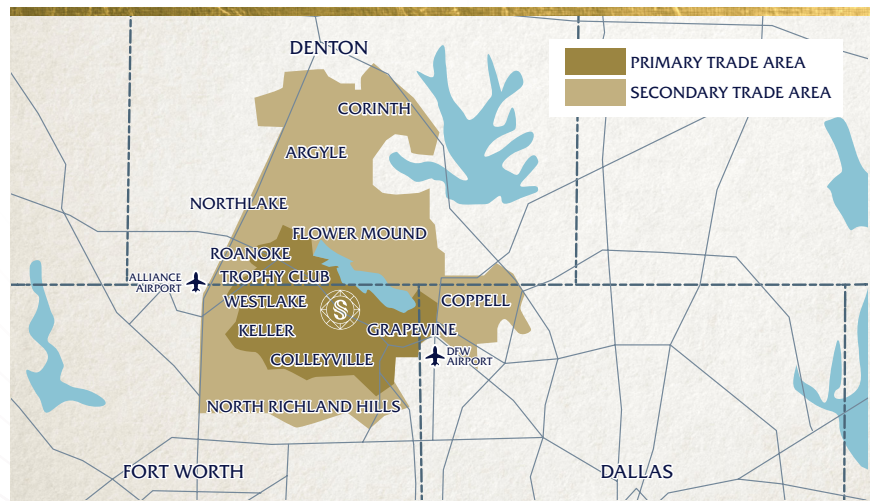 DENTON
PRIMARY TRADE AREA
SECONDARY TRADE AREA
CORINTH
ARGYLE
NORTHLAKE
FLOWER MOUND
ROANOKE
TROPHY CLUB
ALLIANCE
AIRPORT
WESTLAKE
COPPELL
KELLER
GRAPEVINE
DFW
AIRPORT
COLLEYVILLE
NORTH RICHLAND HILLS
FORT WORTH
DALLAS